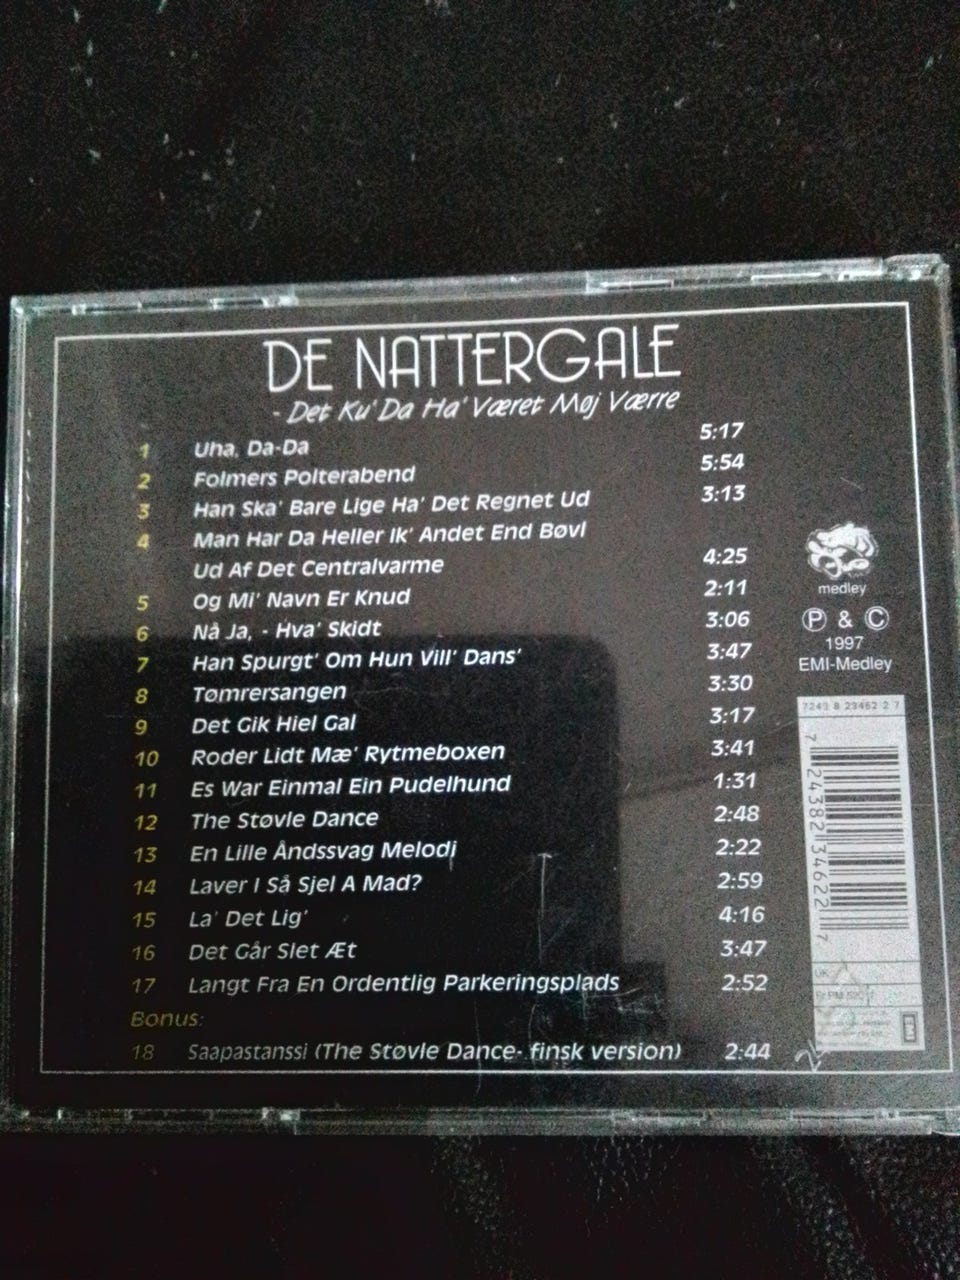 DE NATTERGALE
- Det Ku' Da Ha' Været Møj Værre
1 Uha, Da-Da 5:17
2 Folmers Polterabend 5:54
3 Han Ska' Bare Lige Ha' Det Regnet Ud 3:13
4 Man Har Da Heller Ik' Andet End Bøvl
Ud Af Det Centralvarme 4:25
5 Og Mi' Navn Er Knud 2:11
6 Nå Ja, - Hva' Skidt 3:06
7 Han Spurgt' Om Hun Vill' Dans' 3:47
8 Tømrersangen 3:30
9 Det Gik Hiel Gal 3:17
10 Roder Lidt Mæ' Rytmeboxen 3:41
11 Es War Einmal Ein Pudelhund 1:31
12 The Støvle Dance 2:48
13 En Lille Åndssvag Melodi 2:22
14 Laver I Så Sjel A Mad? 2:59
15 La' Det Lig' 4:16
16 Det Går Slet Æt 3:47
17 Langt Fra En Ordentlig Parkeringsplads 2:52
Bonus:
18 Saapastanssi (The Støvle Dance- finsk version) 2:44
medley
Ⓟ & Ⓒ
1997
EMI-Medley
7243 8 23462 2 7
7 24382 34622 7
UK: